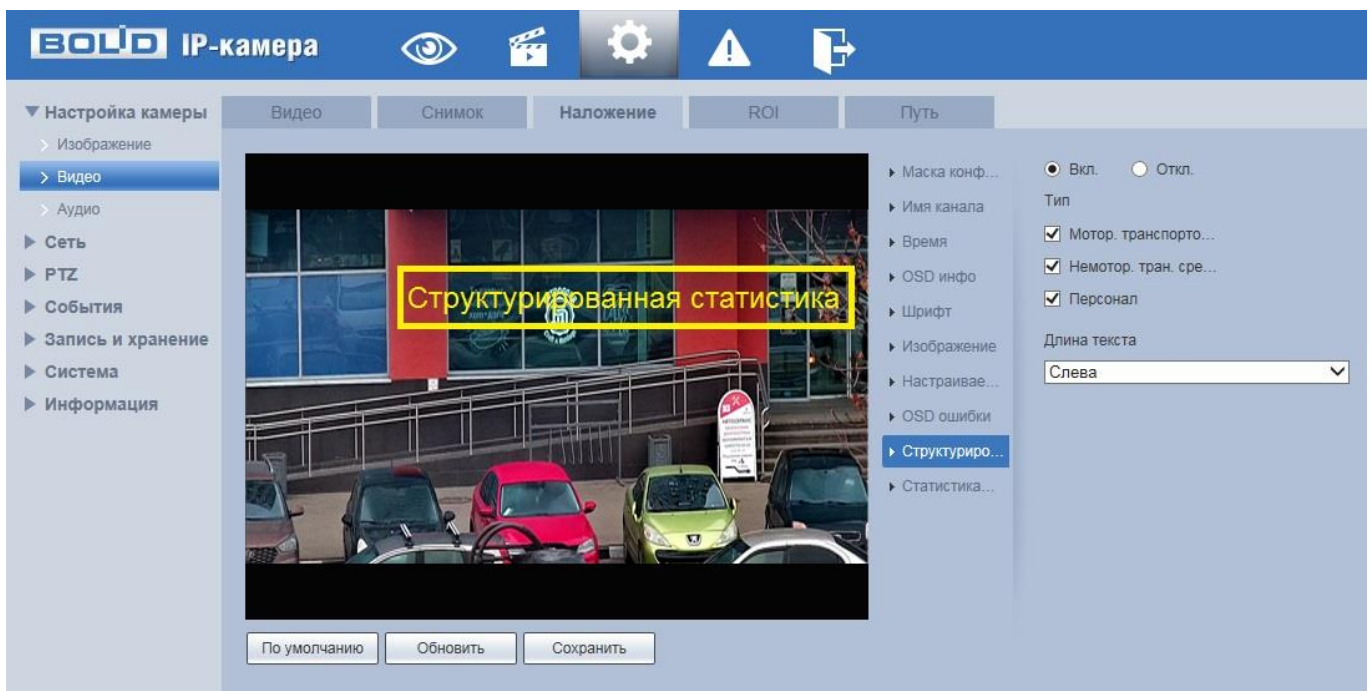 BOLID IP-камера
Настройка камеры
Изображение
Видео
Аудио
Сеть
PTZ
События
Запись и хранение
Система
Информация
Видео
Снимок
Наложение
ROI
Путь
Структурированная статистика
По умолчанию
Обновить
Сохранить
Маска конф...
Имя канала
Время
OSD инфо
Шрифт
Изображение
Настраивае...
OSD ошибки
Структуриро...
Статистика...
Вкл. Откл.
Тип
Мотор. транспорто...
Немотор. тран. сре...
Персонал
Длина текста
Слева